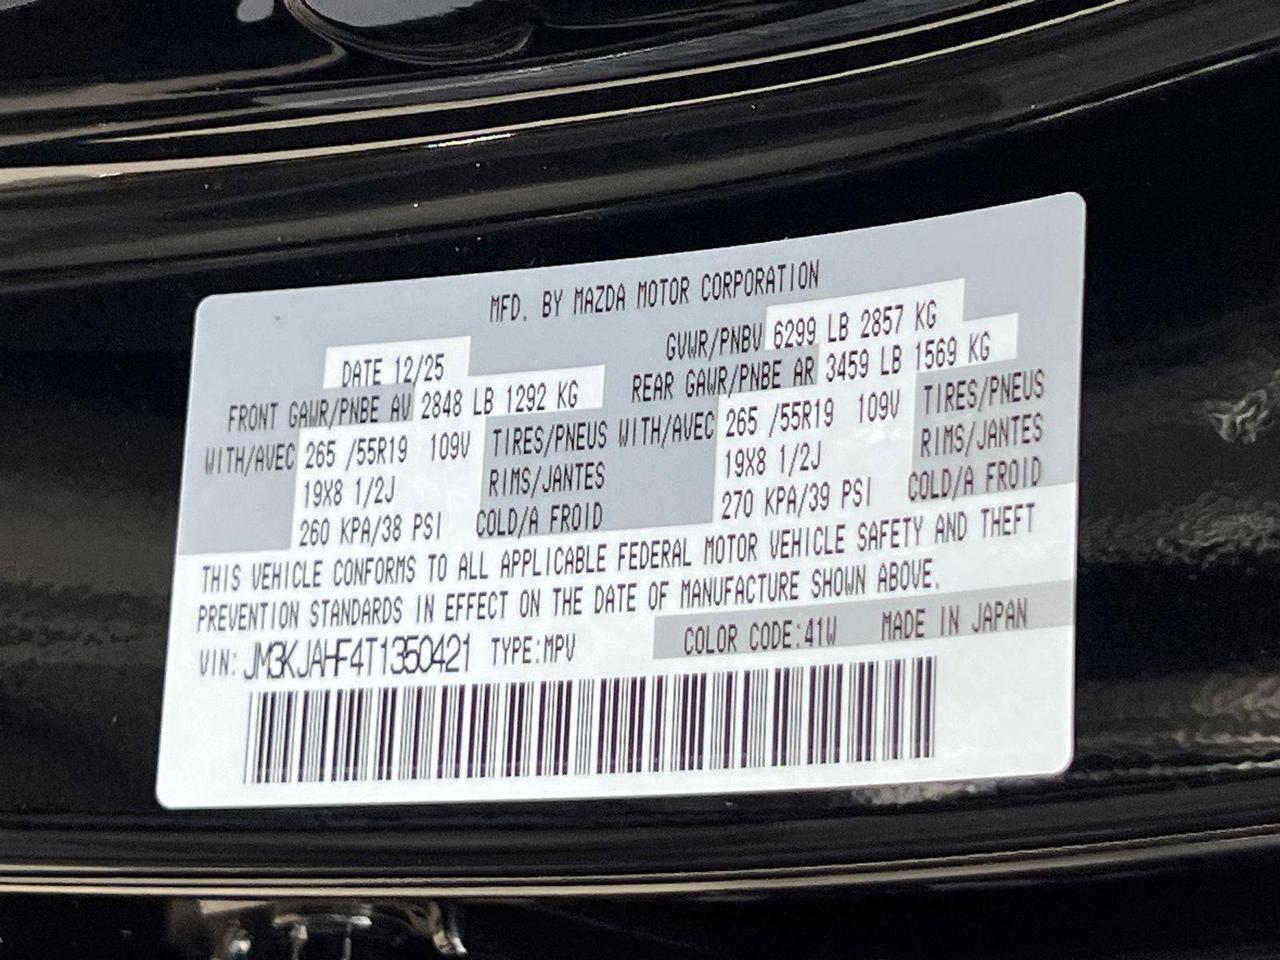 MFD. BY MAZDA MOTOR CORPORATION
DATE 12/25 GVWR/PNBV 6299 LB 2857 KG
FRONT GAWR/PNBE AV 2848 LB 1292 KG REAR GAWR/PNBE AR 3459 LB 1569 KG
WITH/AVEC 265 /55R19 109V TIRES/PNEUS WITH/AVEC 265 /55R19 109V TIRES/PNEUS
19X8 1/2J RIMS/JANTES 19X8 1/2J RIMS/JANTES
260 KPA/38 PSI COLD/A FROID 270 KPA/39 PSI COLD/A FROID
THIS VEHICLE CONFORMS TO ALL APPLICABLE FEDERAL MOTOR VEHICLE SAFETY AND THEFT
PREVENTION STANDARDS IN EFFECT ON THE DATE OF MANUFACTURE SHOWN ABOVE.
VIN: JM3KJAHF4T1350421 TYPE:MPV COLOR CODE:41W MADE IN JAPAN